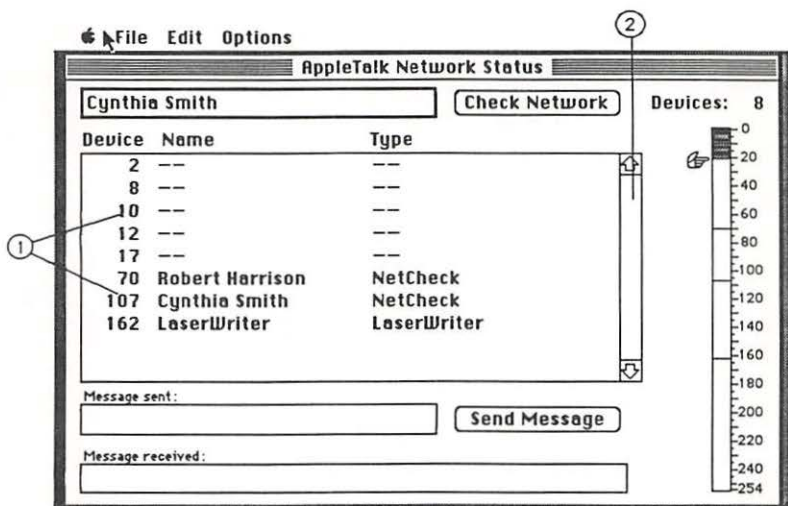 2
File Edit Options
AppleTalk Network Status
Cynthia Smith Check Network Devices: 8
Device Name Type
2 -- --
8 -- --
10 -- --
12 -- --
17 -- --
70 Robert Harrison NetCheck
107 Cynthia Smith NetCheck
162 LaserWriter LaserWriter
1
Message sent:
Send Message
Message received:
0
20
40
60
80
100
120
140
160
180
200
220
240
254